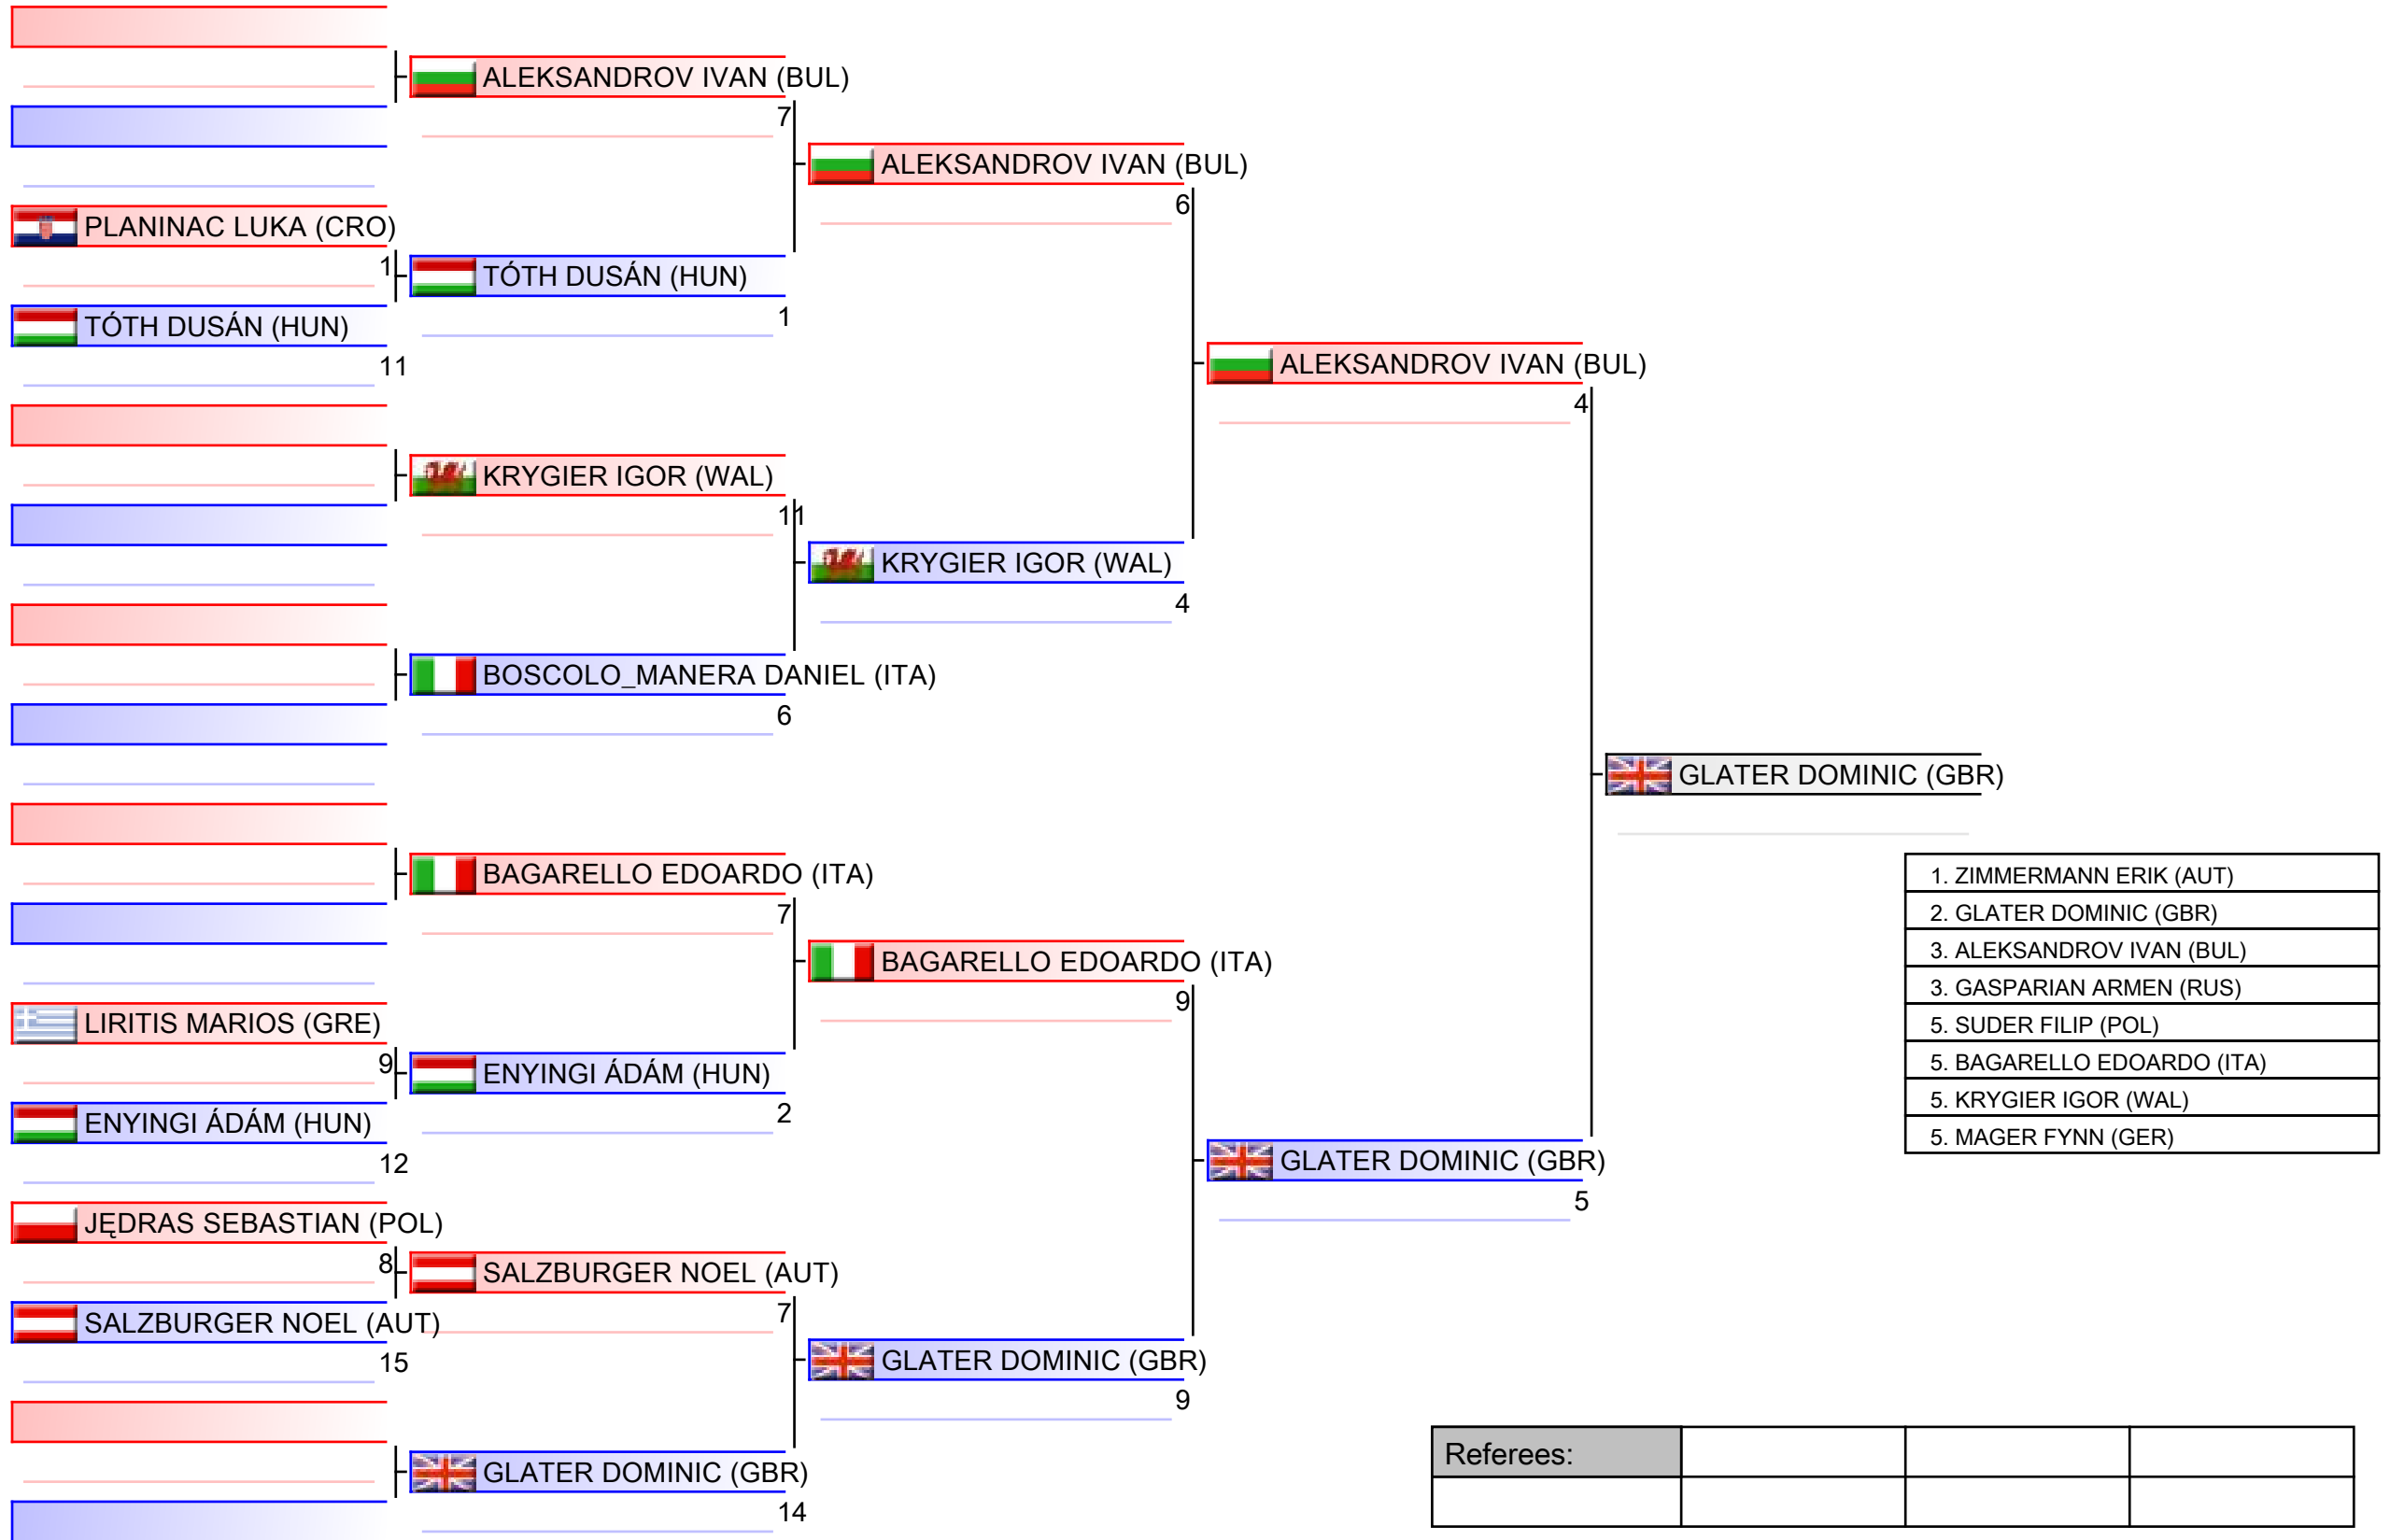 ALEKSANDROV IVAN (BUL)
7
ALEKSANDROV IVAN (BUL)
6
PLANINAC LUKA (CRO)
1
TÓTH DUSÁN (HUN)
1
TÓTH DUSÁN (HUN)
11
ALEKSANDROV IVAN (BUL)
4
KRYGIER IGOR (WAL)
11
KRYGIER IGOR (WAL)
4
BOSCOLO_MANERA DANIEL (ITA)
6
GLATER DOMINIC (GBR)
BAGARELLO EDOARDO (ITA)
7
BAGARELLO EDOARDO (ITA)
9
LIRITIS MARIOS (GRE)
9
ENYINGI ÁDÁM (HUN)
2
ENYINGI ÁDÁM (HUN)
12
GLATER DOMINIC (GBR)
5
JĘDRAS SEBASTIAN (POL)
8
SALZBURGER NOEL (AUT)
7
SALZBURGER NOEL (AUT)
15
GLATER DOMINIC (GBR)
9
GLATER DOMINIC (GBR)
14
1. ZIMMERMANN ERIK (AUT)
2. GLATER DOMINIC (GBR)
3. ALEKSANDROV IVAN (BUL)
3. GASPARIAN ARMEN (RUS)
5. SUDER FILIP (POL)
5. BAGARELLO EDOARDO (ITA)
5. KRYGIER IGOR (WAL)
5. MAGER FYNN (GER)
Referees: